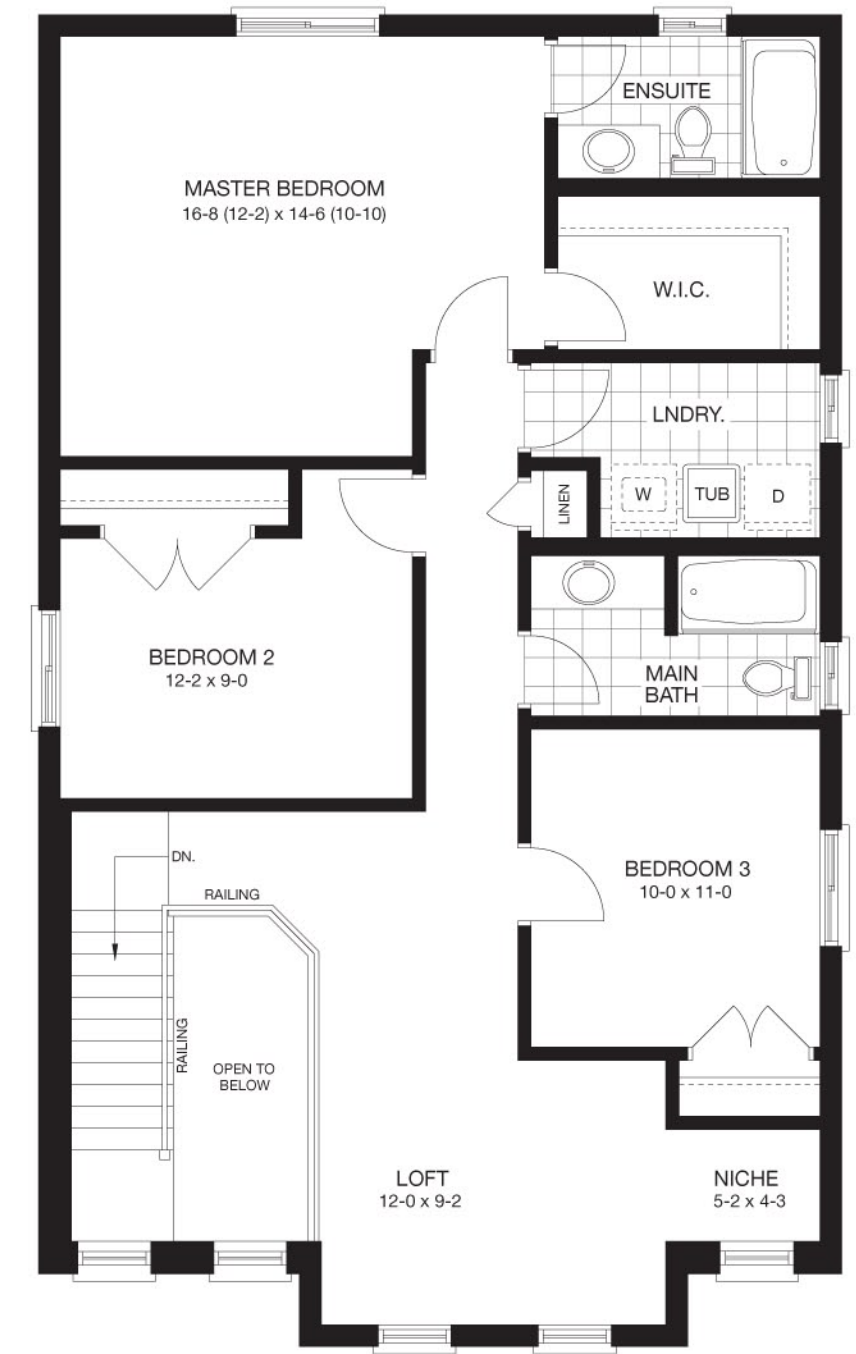 ENSUITE
MASTER BEDROOM
16-8 (12-2) x 14-6 (10-10)
W.I.C.
LNDRY.
LINEN
W
TUB
D
BEDROOM 2
12-2 x 9-0
MAIN
BATH
DN.
RAILING
BEDROOM 3
10-0 x 11-0
RAILING
OPEN TO
BELOW
LOFT
12-0 x 9-2
NICHE
5-2 x 4-3